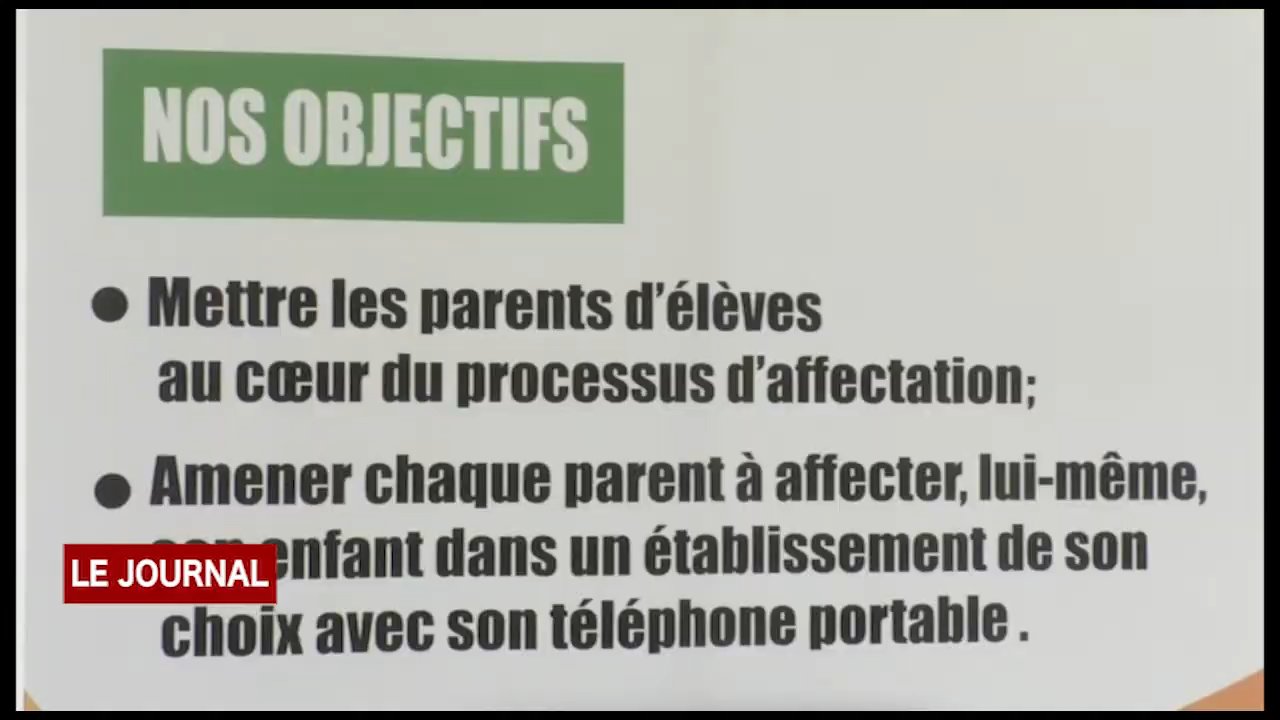 NOS OBJECTIFS
● Mettre les parents d'élèves
au cœur du processus d'affectation;
● Amener chaque parent à affecter, lui-même,
enfant dans un établissement de son
LE JOURNAL
choix avec son téléphone portable .